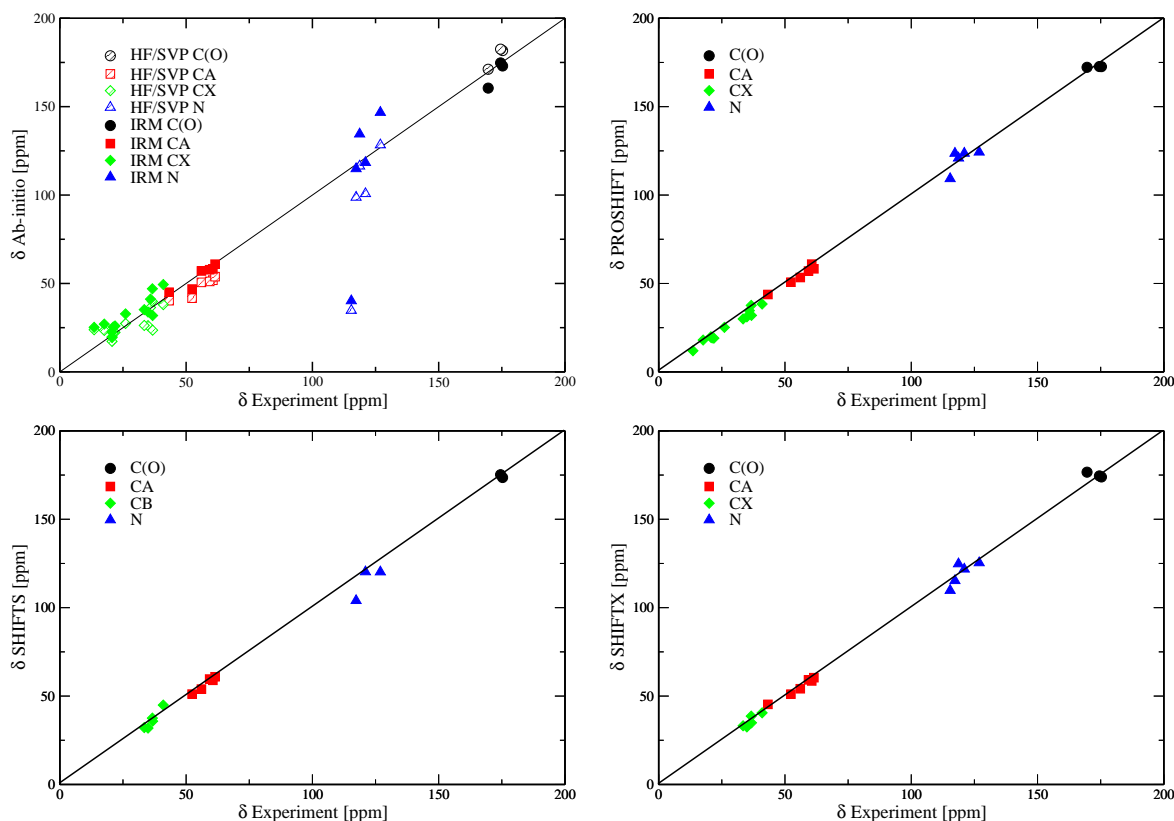 200
150
100
50
0
δ Ab-initio [ppm]
HF/SVP C(O)
HF/SVP CA
HF/SVP CX
HF/SVP N
IRM C(O)
IRM CA
IRM CX
IRM N
0 50 100 150 200
δ Experiment [ppm]
200
150
100
50
0
δ PROSHIFT [ppm]
C(O)
CA
CX
N
0 50 100 150 200
δ Experiment [ppm]
200
150
100
50
0
δ SHIFTS [ppm]
C(O)
CA
CB
N
0 50 100 150 200
δ Experiment [ppm]
200
150
100
50
0
δ SHIFTX [ppm]
C(O)
CA
CX
N
0 50 100 150 200
δ Experiment [ppm]